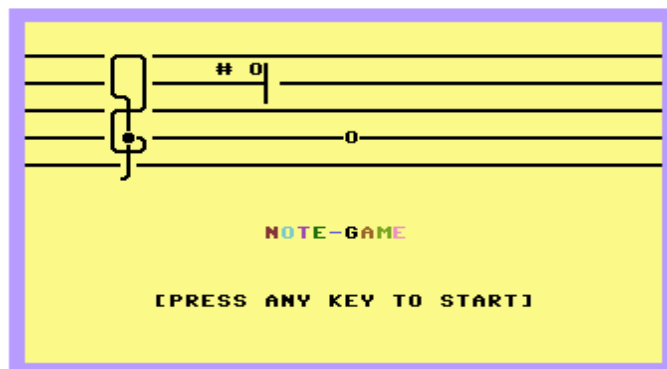 # O
O
NOTE-GAME
[PRESS ANY KEY TO START]